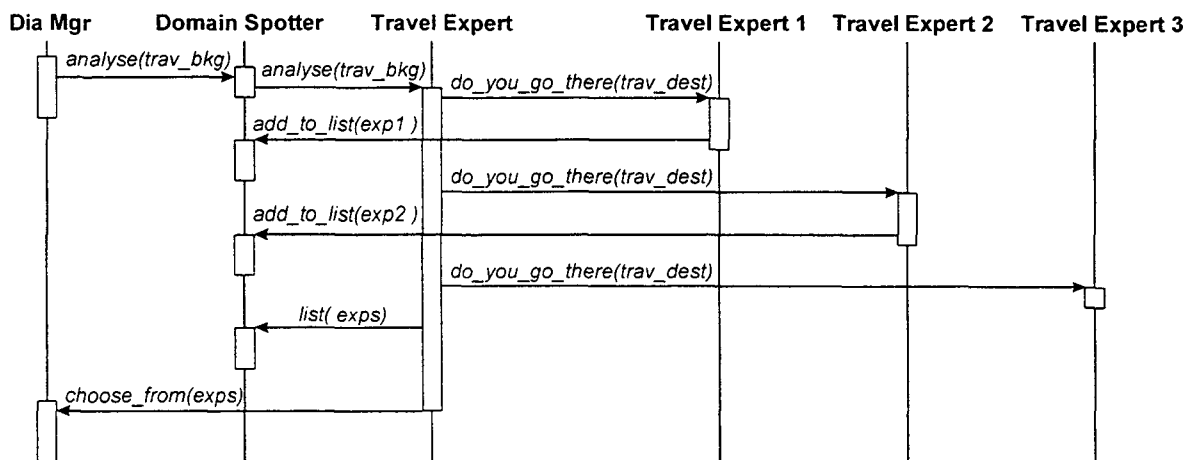 Dia Mgr Domain Spotter Travel Expert Travel Expert 1 Travel Expert 2 Travel Expert 3
analyse(trav_bkg)
analyse(trav_bkg)
do_you_go_there(trav_dest)
add_to_list(exp1 )
do_you_go_there(trav_dest)
add_to_list(exp2 )
do_you_go_there(trav_dest)
list( exps)
choose_from(exps)